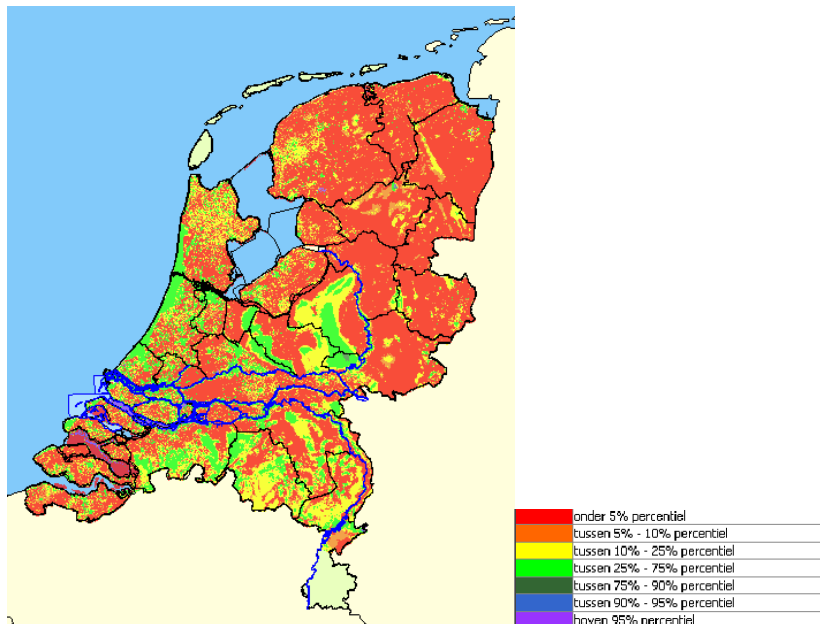 onder 5% percentiel
tussen 5% - 10% percentiel
tussen 10% - 25% percentiel
tussen 25% - 75% percentiel
tussen 75% - 90% percentiel
tussen 90% - 95% percentiel
boven 95% percentiel